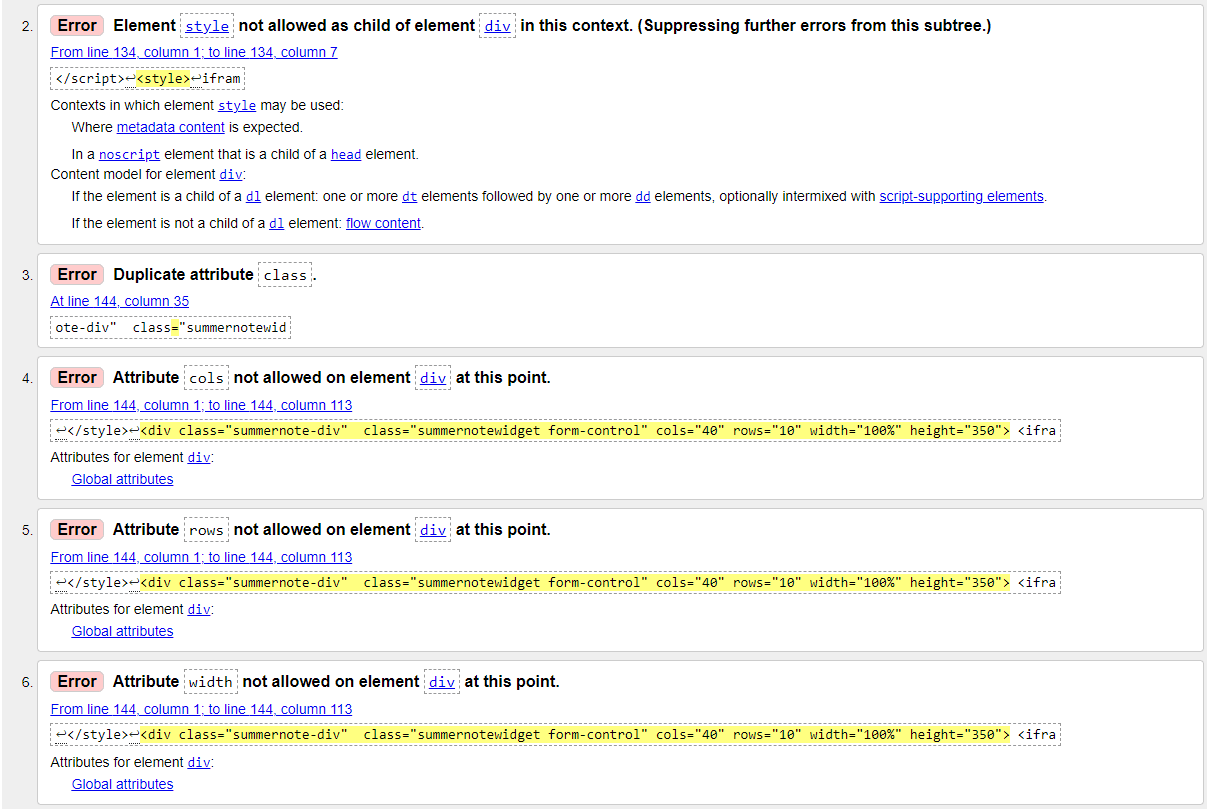 2. Error Element style not allowed as child of element div in this context. (Suppressing further errors from this subtree.)
From line 134, column 1; to line 134, column 7
</script>↩<style>↩ifram
Contexts in which element style may be used:
Where metadata content is expected.
In a noscript element that is a child of a head element.
Content model for element div:
If the element is a child of a dl element: one or more dt elements followed by one or more dd elements, optionally intermixed with script-supporting elements.
If the element is not a child of a dl element: flow content.
3. Error Duplicate attribute class.
At line 144, column 35
ote-div"  class="summernotewid
4. Error Attribute cols not allowed on element div at this point.
From line 144, column 1; to line 144, column 113
↩</style>↩<div class="summernote-div"  class="summernotewidget form-control" cols="40" rows="10" width="100%" height="350"> <ifra
Attributes for element div:
Global attributes
5. Error Attribute rows not allowed on element div at this point.
From line 144, column 1; to line 144, column 113
↩</style>↩<div class="summernote-div"  class="summernotewidget form-control" cols="40" rows="10" width="100%" height="350"> <ifra
Attributes for element div:
Global attributes
6. Error Attribute width not allowed on element div at this point.
From line 144, column 1; to line 144, column 113
↩</style>↩<div class="summernote-div"  class="summernotewidget form-control" cols="40" rows="10" width="100%" height="350"> <ifra
Attributes for element div:
Global attributes